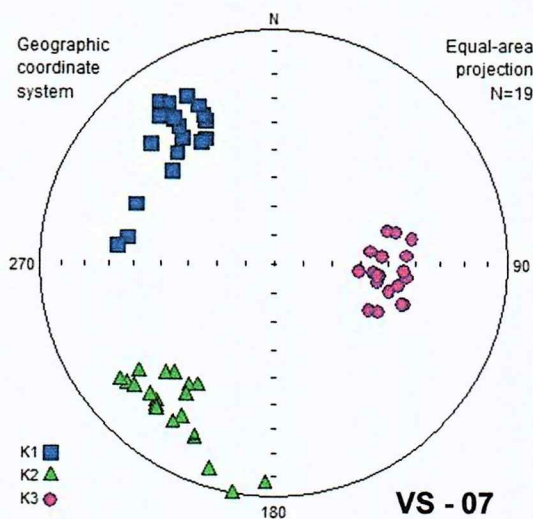 N
Geographic
coordinate
system
Equal-area
projection
N=19
270
90
K1
K2
K3
180
VS - 07